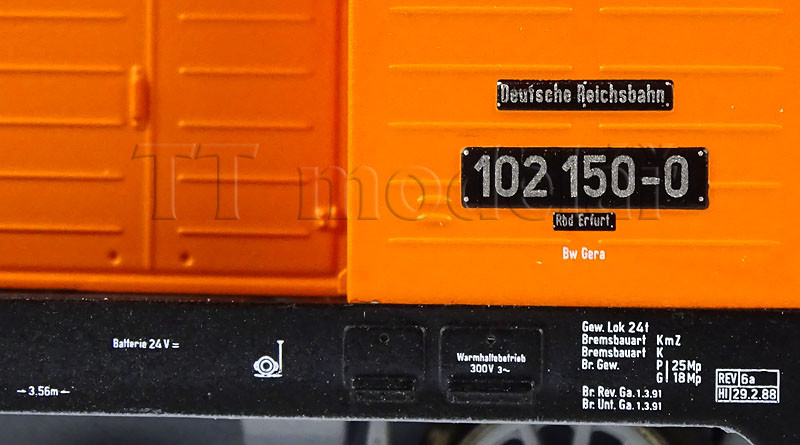 Deutsche Reichsbahn
TT modell
102 150-0
Rbd Erfurt
Bw Gera
Batterie 24V =
3.56m
Warmhaltebetrieb
300V 3~
Gew. Lok 24t
Bremsbauart KmZ
Bremsbauart K
Br. Gew. P 25Mp
G 18Mp
Br. Rev. Ga. 1.3.91
Br. Unt. Ga. 1.3.91
REV 6a
HI 29.2.88